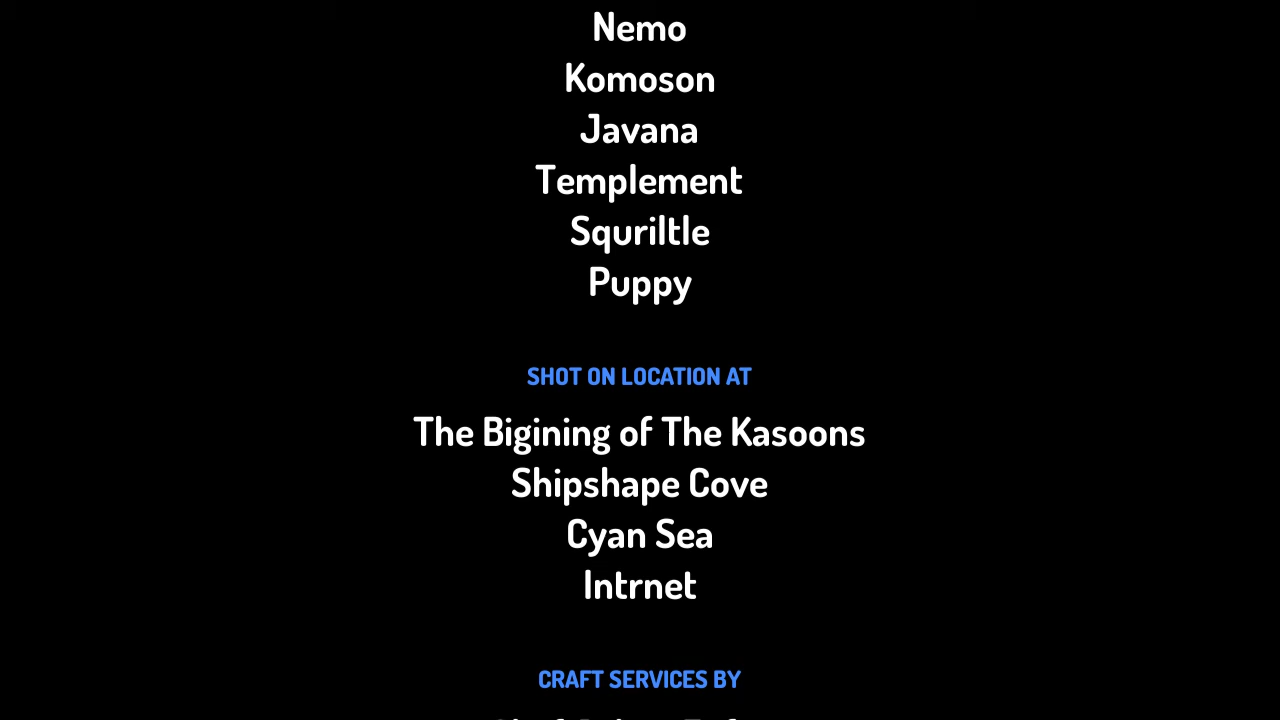 Nemo
Komoson
Javana
Templement
Squriltle
Puppy
SHOT ON LOCATION AT
The Bigining of The Kasoons
Shipshape Cove
Cyan Sea
Intrnet
CRAFT SERVICES BY